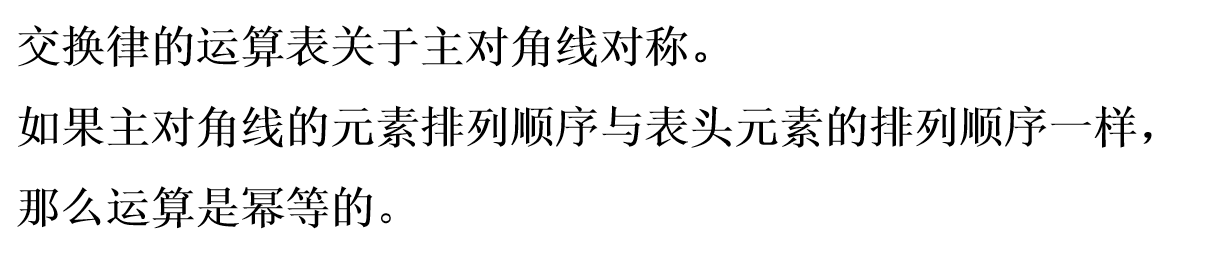 交换律的运算表关于主对角线对称。
如果主对角线的元素排列顺序与表头元素的排列顺序一样，
那么运算是幂等的。